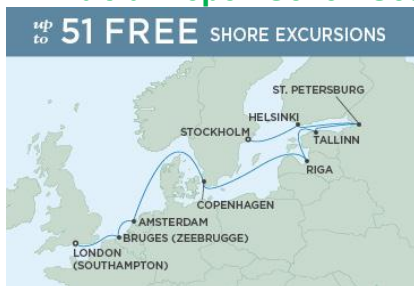 up to 51 FREE SHORE EXCURSIONS
ST. PETERSBURG
HELSINKI
STOCKHOLM
TALLINN
RIGA
COPENHAGEN
AMSTERDAM
BRUGES (ZEEBRUGGE)
LONDON
(SOUTHAMPTON)